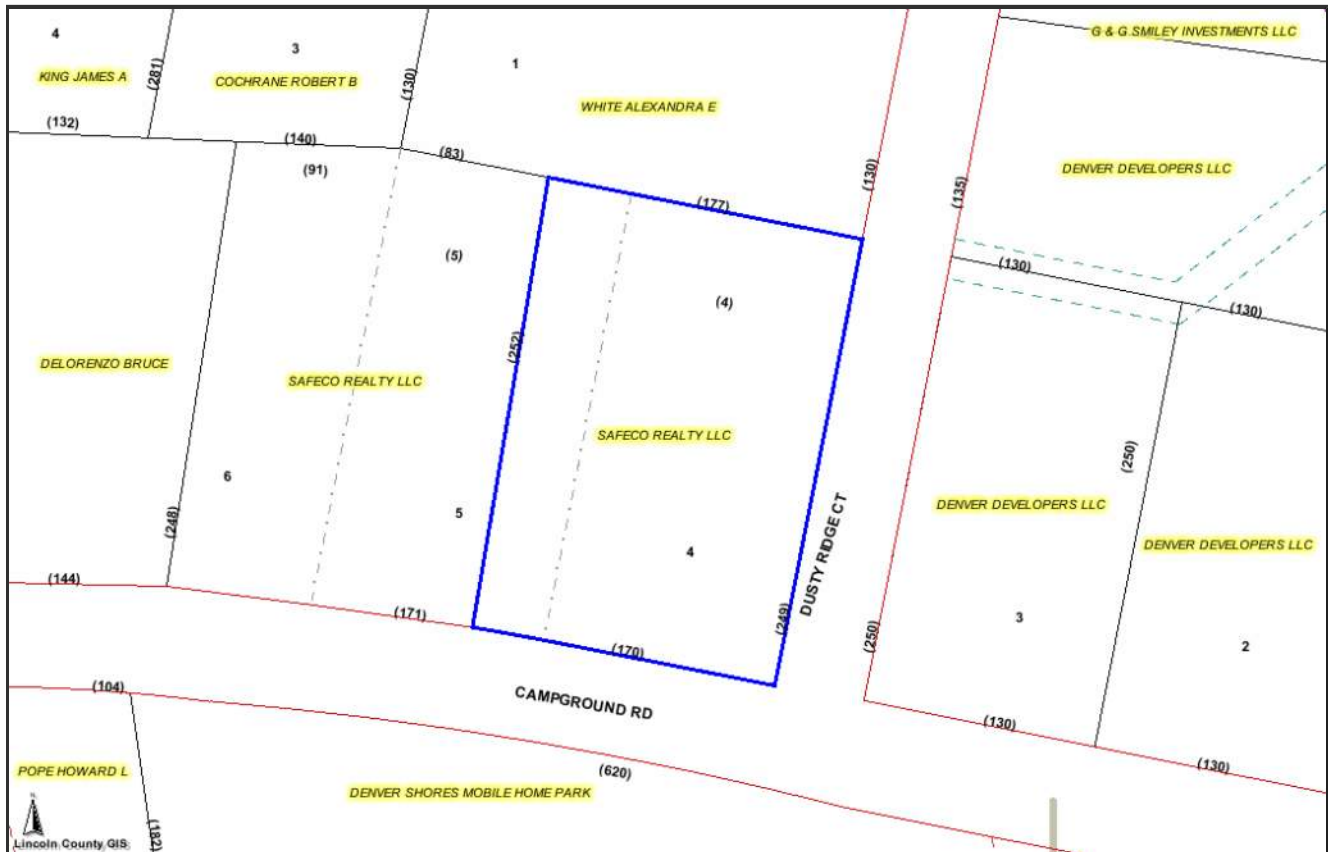 G & G SMILEY INVESTMENTS LLC
4
3
1
KING JAMES A
(281)
COCHRANE ROBERT B
(130)
WHITE ALEXANDRA E
(132)
(140)
(83)
(91)
(177)
(130)
(135)
DENVER DEVELOPERS LLC
(5)
(4)
(130)
(130)
DELORENZO BRUCE
SAFECO REALTY LLC
(252)
SAFECO REALTY LLC
(250)
6
(248)
5
4
DUSTY RIDGE CT
DENVER DEVELOPERS LLC
DENVER DEVELOPERS LLC
(144)
(171)
(170)
(249)
(250)
3
2
(104)
CAMPGROUND RD
(130)
(130)
POPE HOWARD L
(620)
DENVER SHORES MOBILE HOME PARK
N
(182)
Lincoln County GIS